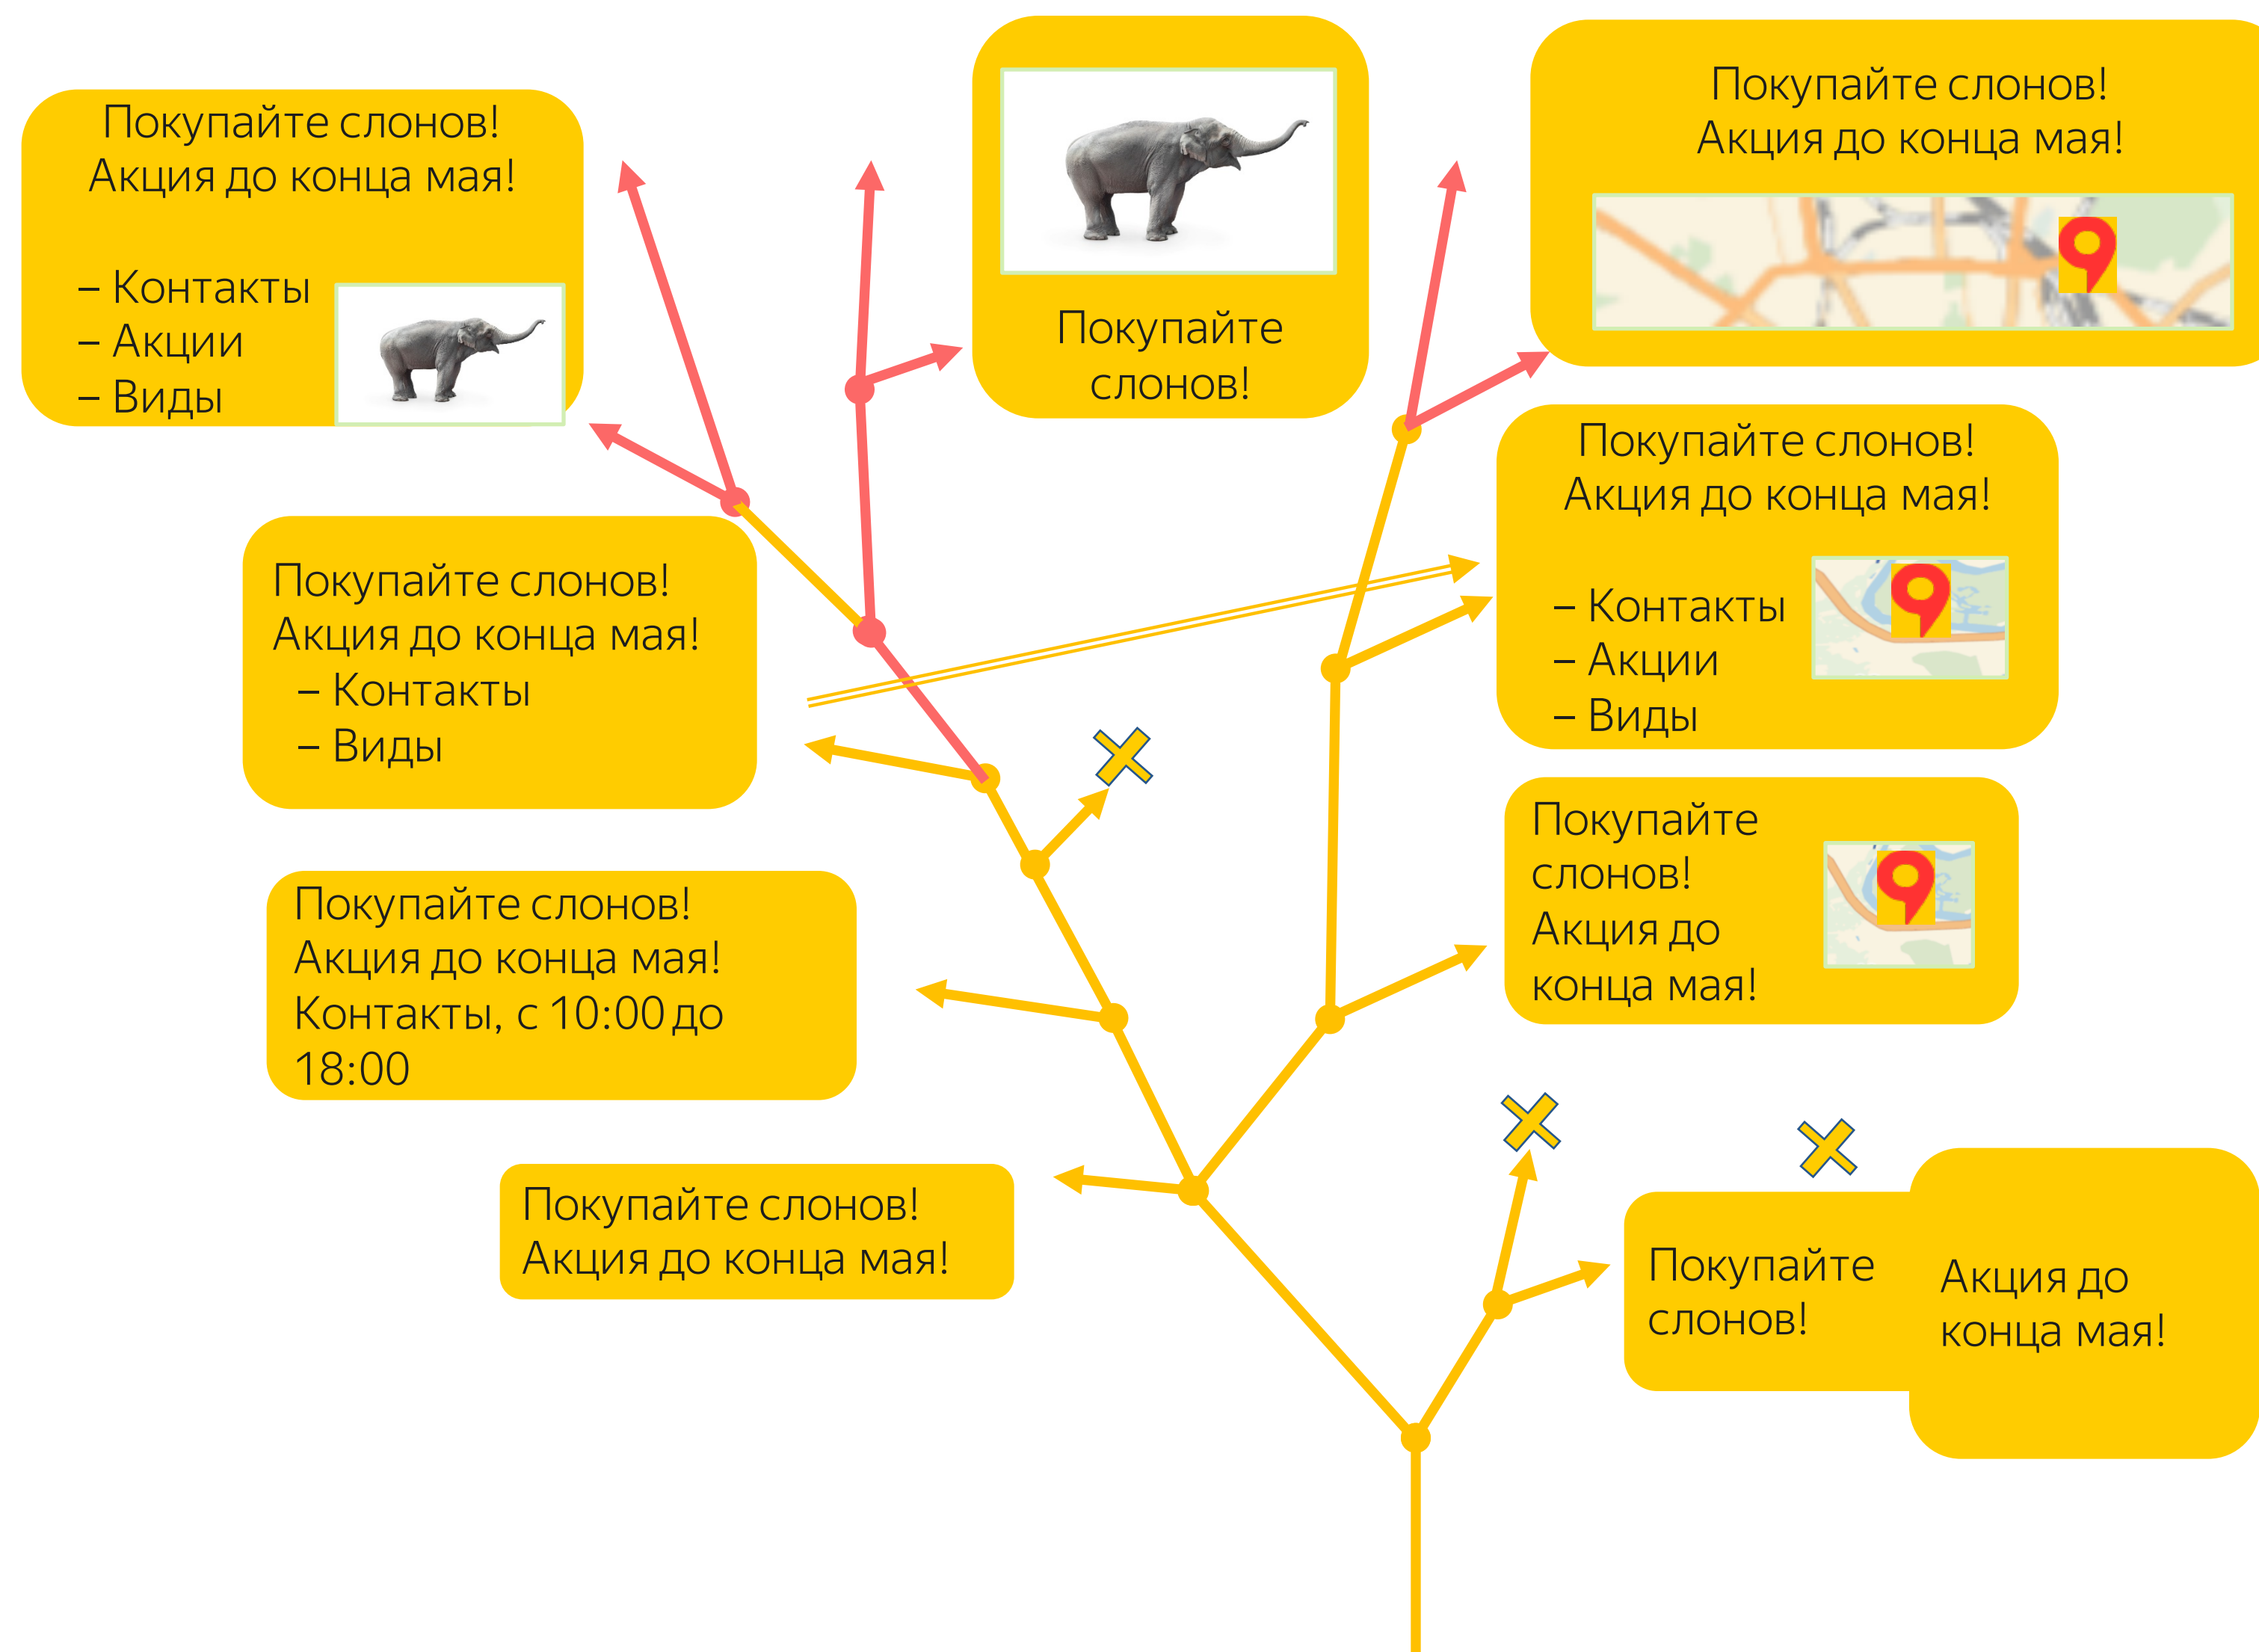 Покупайте слонов!
Акция до конца мая!
– Контакты
– Акции
– Виды
Покупайте
слонов!
Покупайте слонов!
Акция до конца мая!
Покупайте слонов!
Акция до конца мая!
– Контакты
– Акции
– Виды
Покупайте слонов!
Акция до конца мая!
– Контакты
– Виды
Покупайте
слонов!
Акция до
конца мая!
Покупайте слонов!
Акция до конца мая!
Контакты, с 10:00 до
18:00
Покупайте слонов!
Акция до конца мая!
Покупайте
слонов!
Акция до
конца мая!